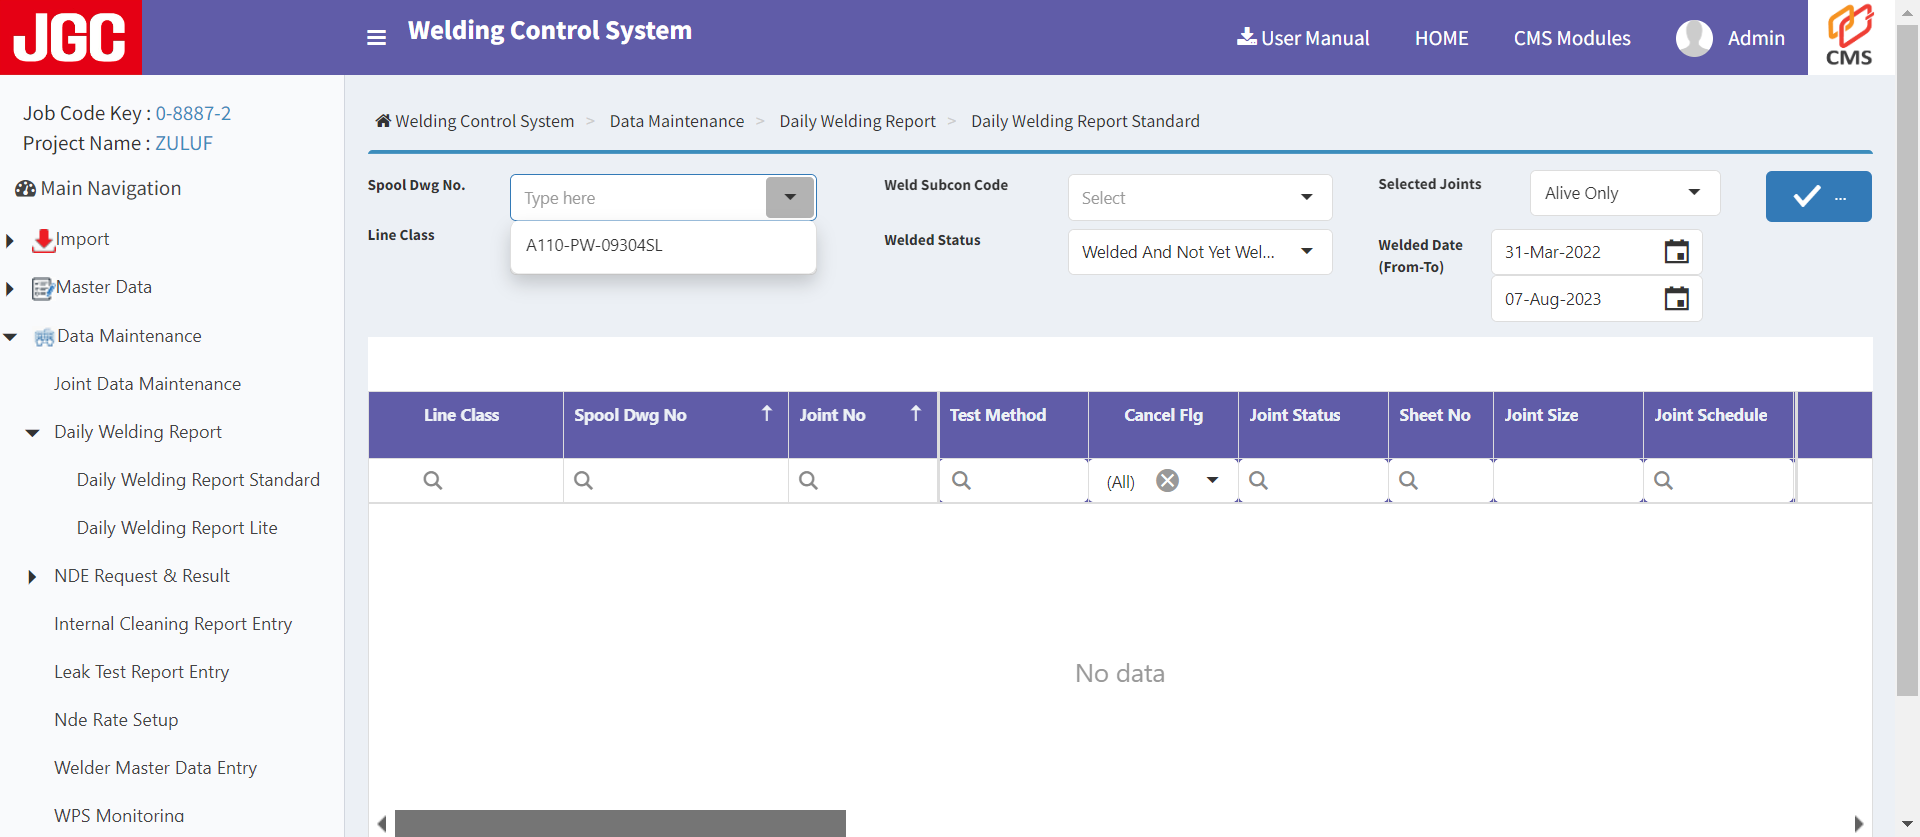 JGC
Welding Control System
User Manual
HOME
CMS Modules
Admin
CMS
Job Code Key : 0-8887-2
Project Name : ZULUF
Main Navigation
Import
Master Data
Data Maintenance
Joint Data Maintenance
Daily Welding Report
Daily Welding Report Standard
Daily Welding Report Lite
NDE Request & Result
Internal Cleaning Report Entry
Leak Test Report Entry
Nde Rate Setup
Welder Master Data Entry
WPS Monitoring
Welding Control System > Data Maintenance > Daily Welding Report > Daily Welding Report Standard
Spool Dwg No.
Type here
A110-PW-09304SL
Line Class
Weld Subcon Code
Select
Welded Status
Welded And Not Yet Wel...
Selected Joints
Alive Only
...
Welded Date
(From-To)
31-Mar-2022
07-Aug-2023
Line Class
Spool Dwg No
Joint No
Test Method
Cancel Flg
Joint Status
Sheet No
Joint Size
Joint Schedule
(All)
No data